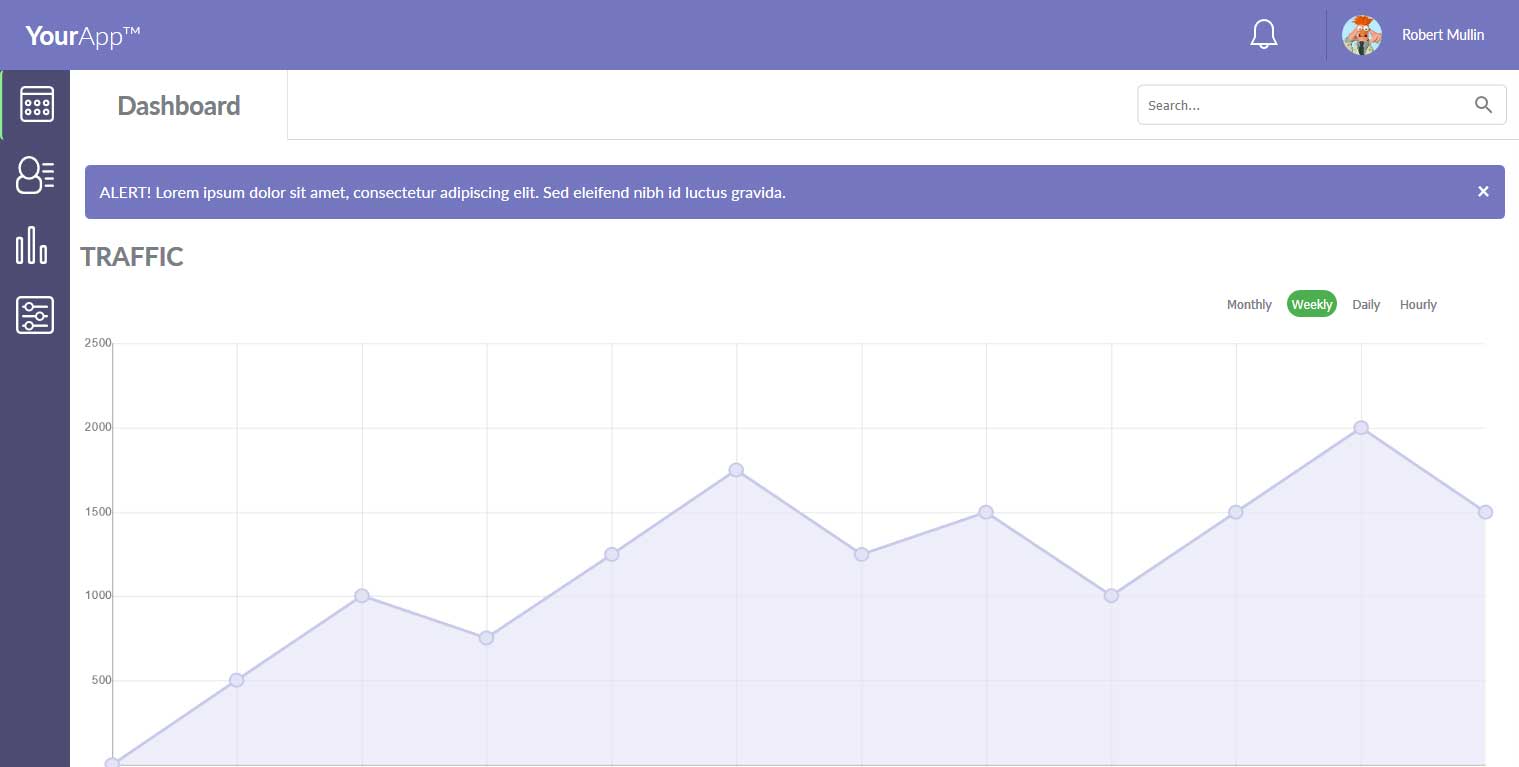 YourApp™
Robert Mullin
Dashboard
Search...
ALERT! Lorem ipsum dolor sit amet, consectetur adipiscing elit. Sed eleifend nibh id luctus gravida.
TRAFFIC
Monthly Weekly Daily Hourly
2500
2000
1500
1000
500